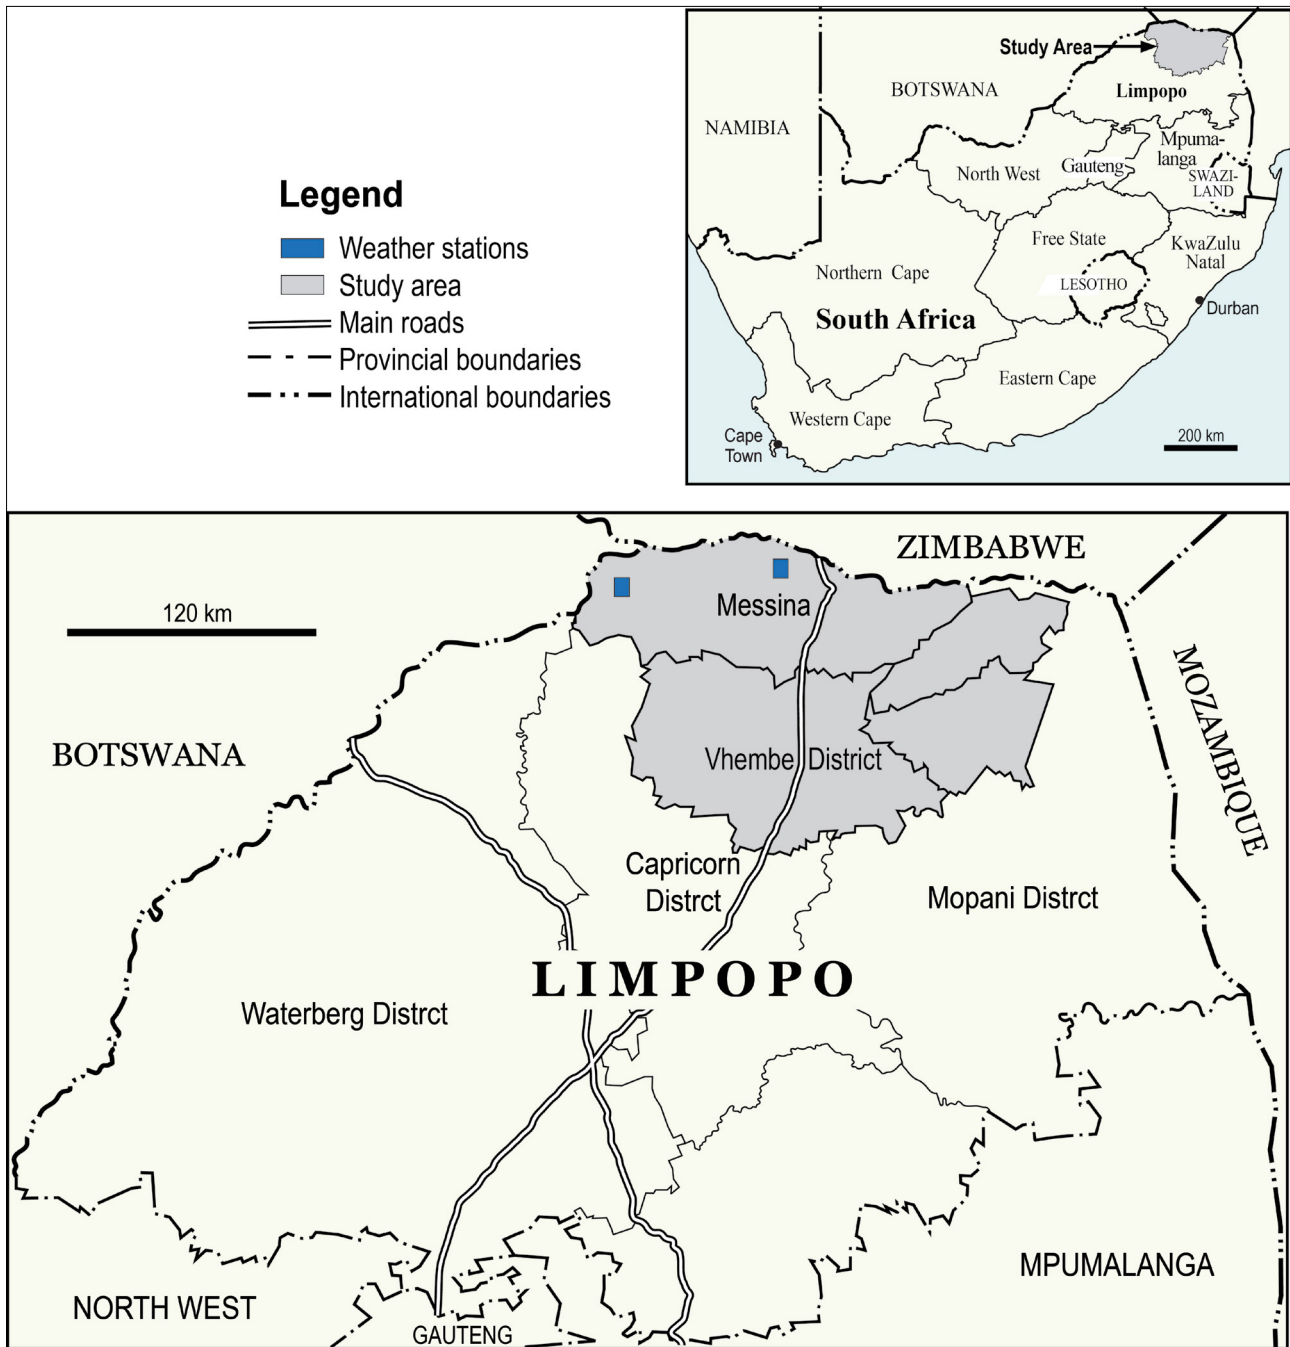 Legend
Weather stations
Study area
Main roads
Provincial boundaries
International boundaries
Study Area
Limpopo
BOTSWANA
NAMIBIA
Mpuma-
langa
Gauteng
North West
SWAZI-
LAND
Free State
KwaZulu
Natal
Northern Cape
LESOTHO
Durban
South Africa
Eastern Cape
Western Cape
Cape
Town
200 km
ZIMBABWE
120 km
Messina
MOZAMBIQUE
BOTSWANA
Vhembe District
Capricorn
Distrct
Mopani Distrct
LIMPOPO
Waterberg Distrct
MPUMALANGA
NORTH WEST
GAUTENG